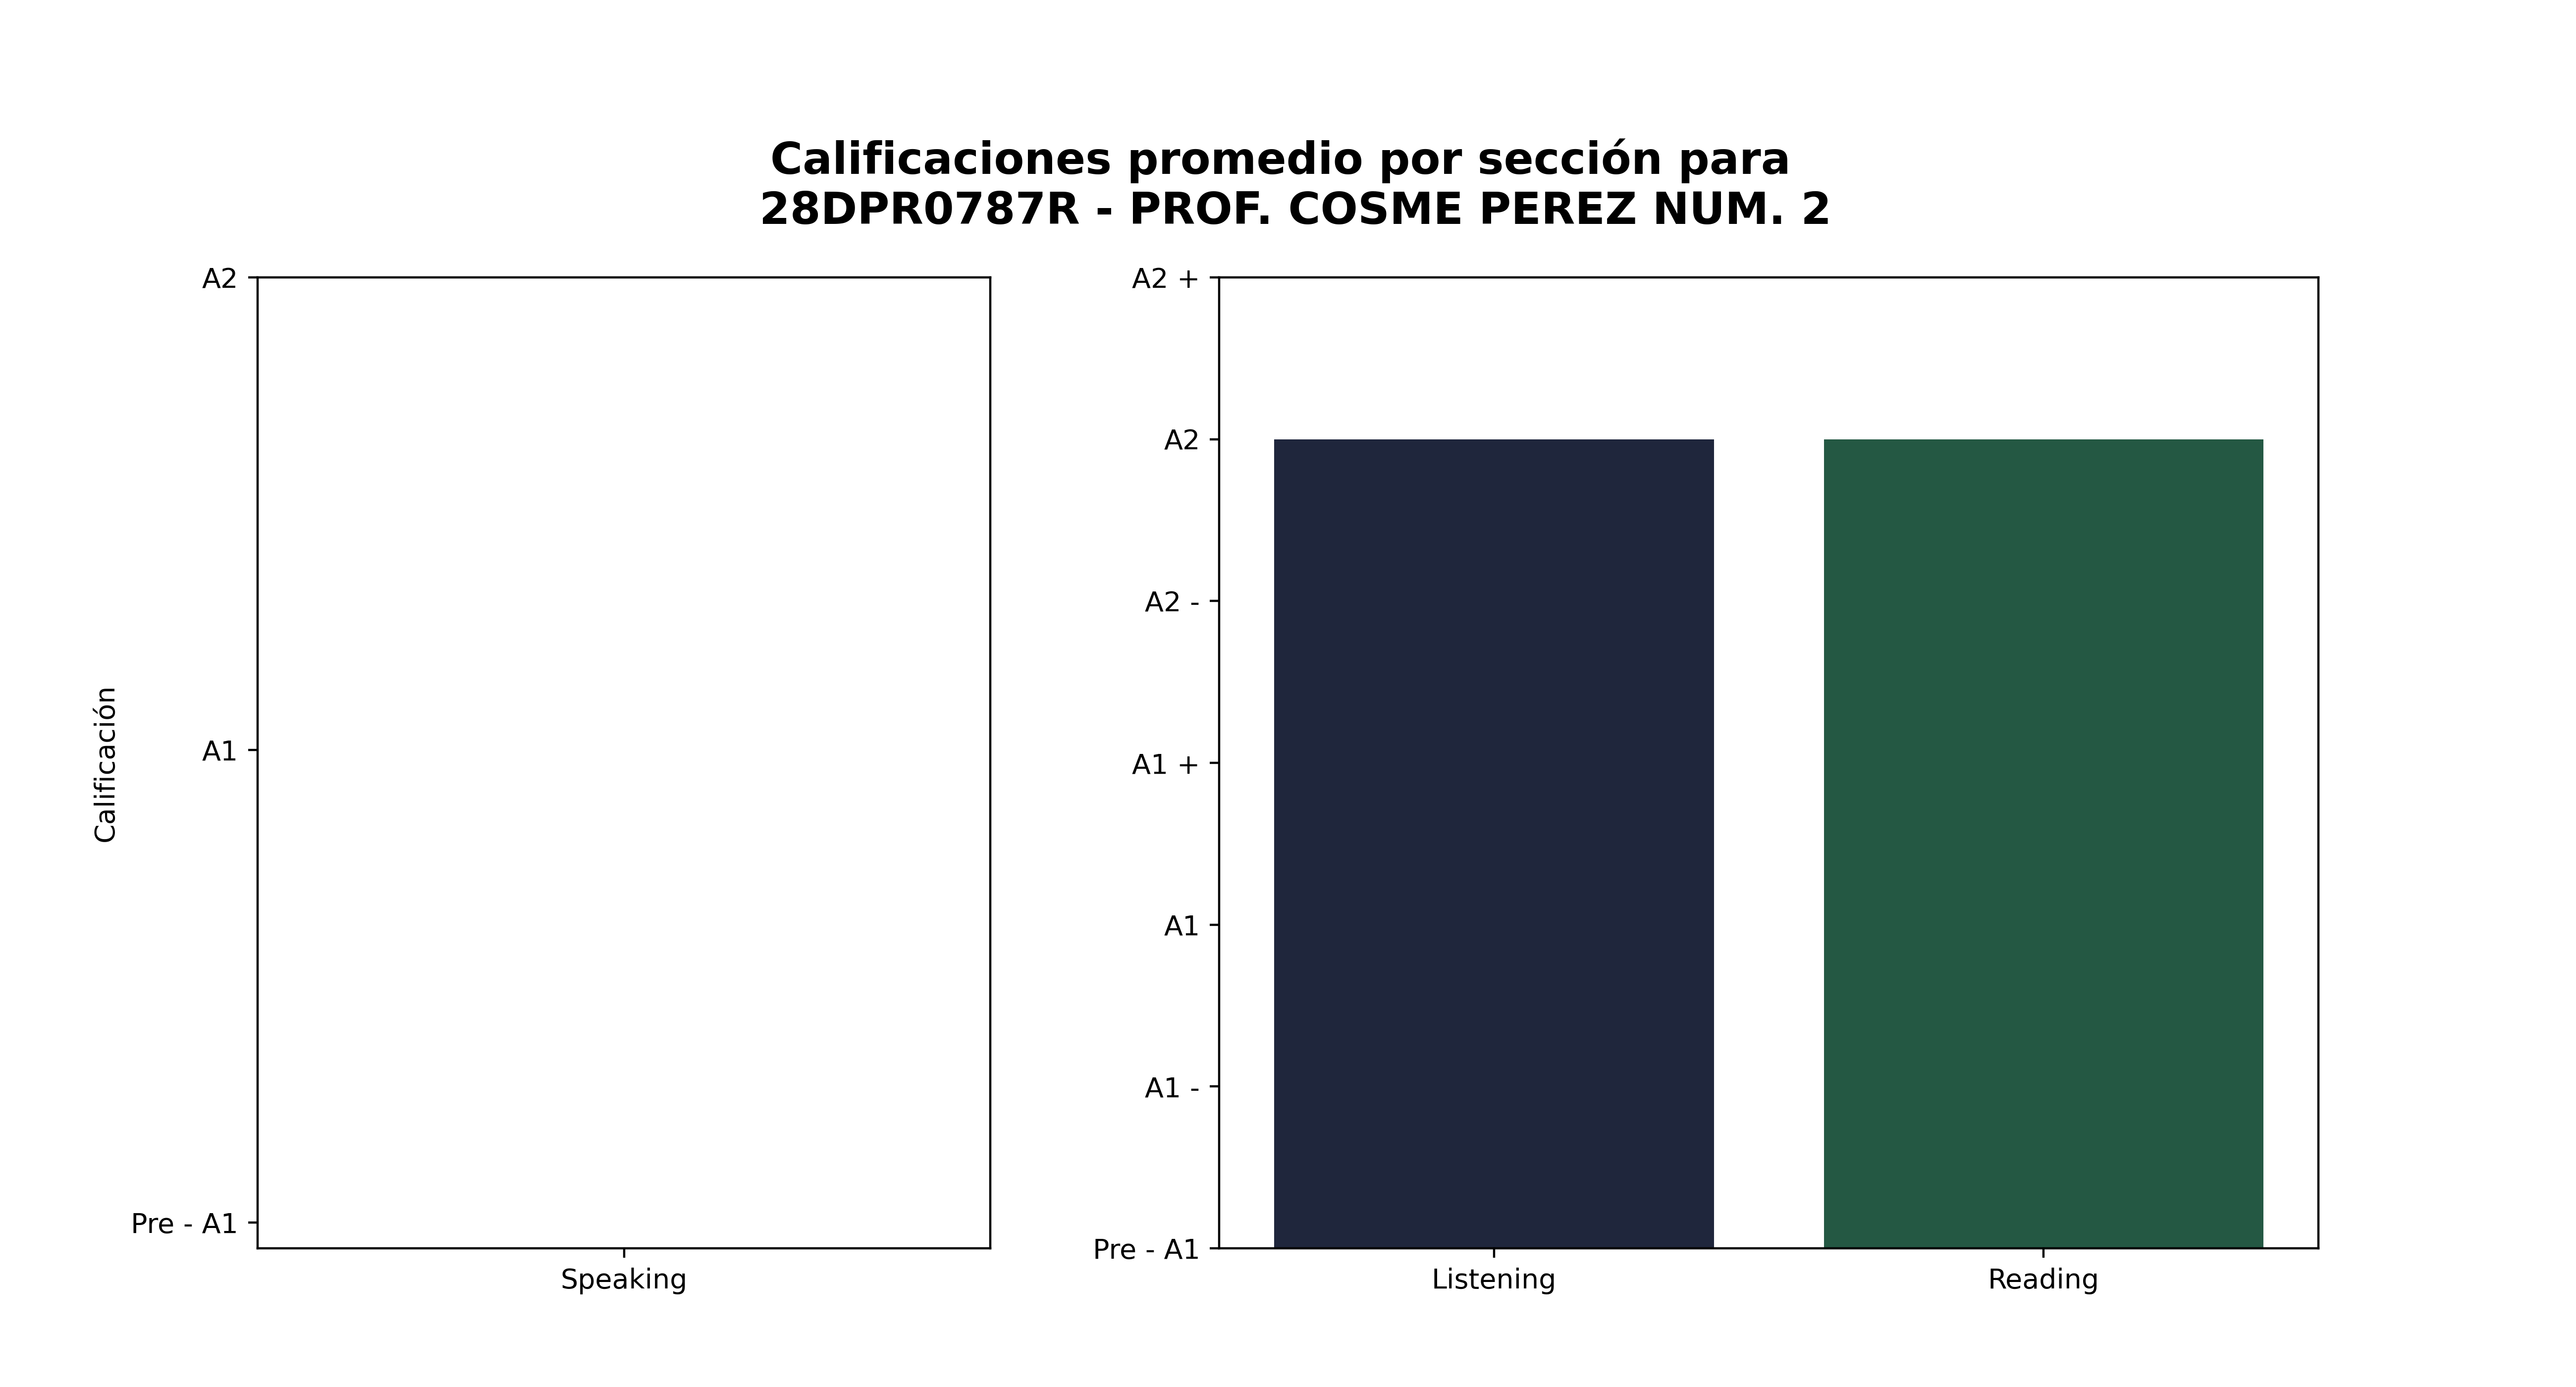 Calificaciones promedio por sección para
28DPR0787R - PROF. COSME PEREZ NUM. 2
Calificación
A2
A1
Pre - A1
Speaking
A2 +
A2
A2 -
A1 +
A1
A1 -
Pre - A1
Listening
Reading